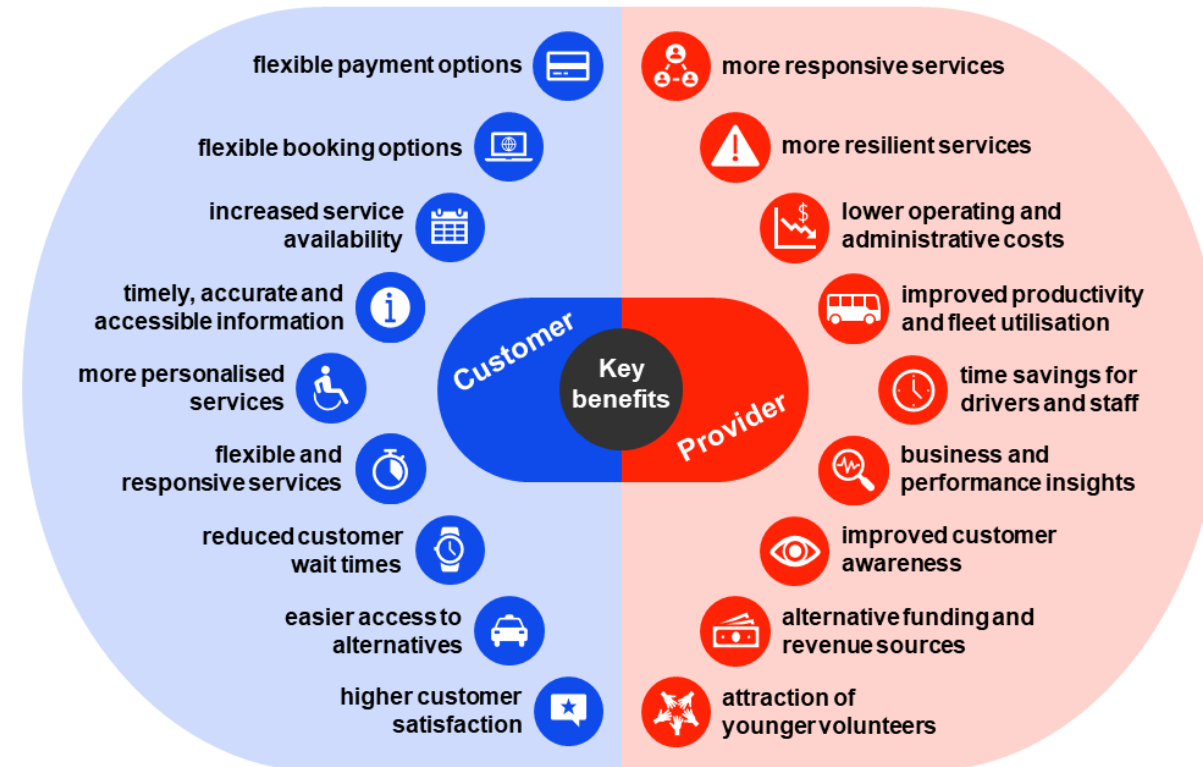 flexible payment options
flexible booking options
increased service
availability
timely, accurate and
accessible information
more personalised
services
flexible and
responsive services
reduced customer
wait times
easier access to
alternatives
higher customer
satisfaction
Customer
Key
benefits
Provider
more responsive services
more resilient services
$
lower operating and
administrative costs
improved productivity
and fleet utilisation
time savings for
drivers and staff
business and
performance insights
improved customer
awareness
alternative funding and
revenue sources
attraction of
younger volunteers